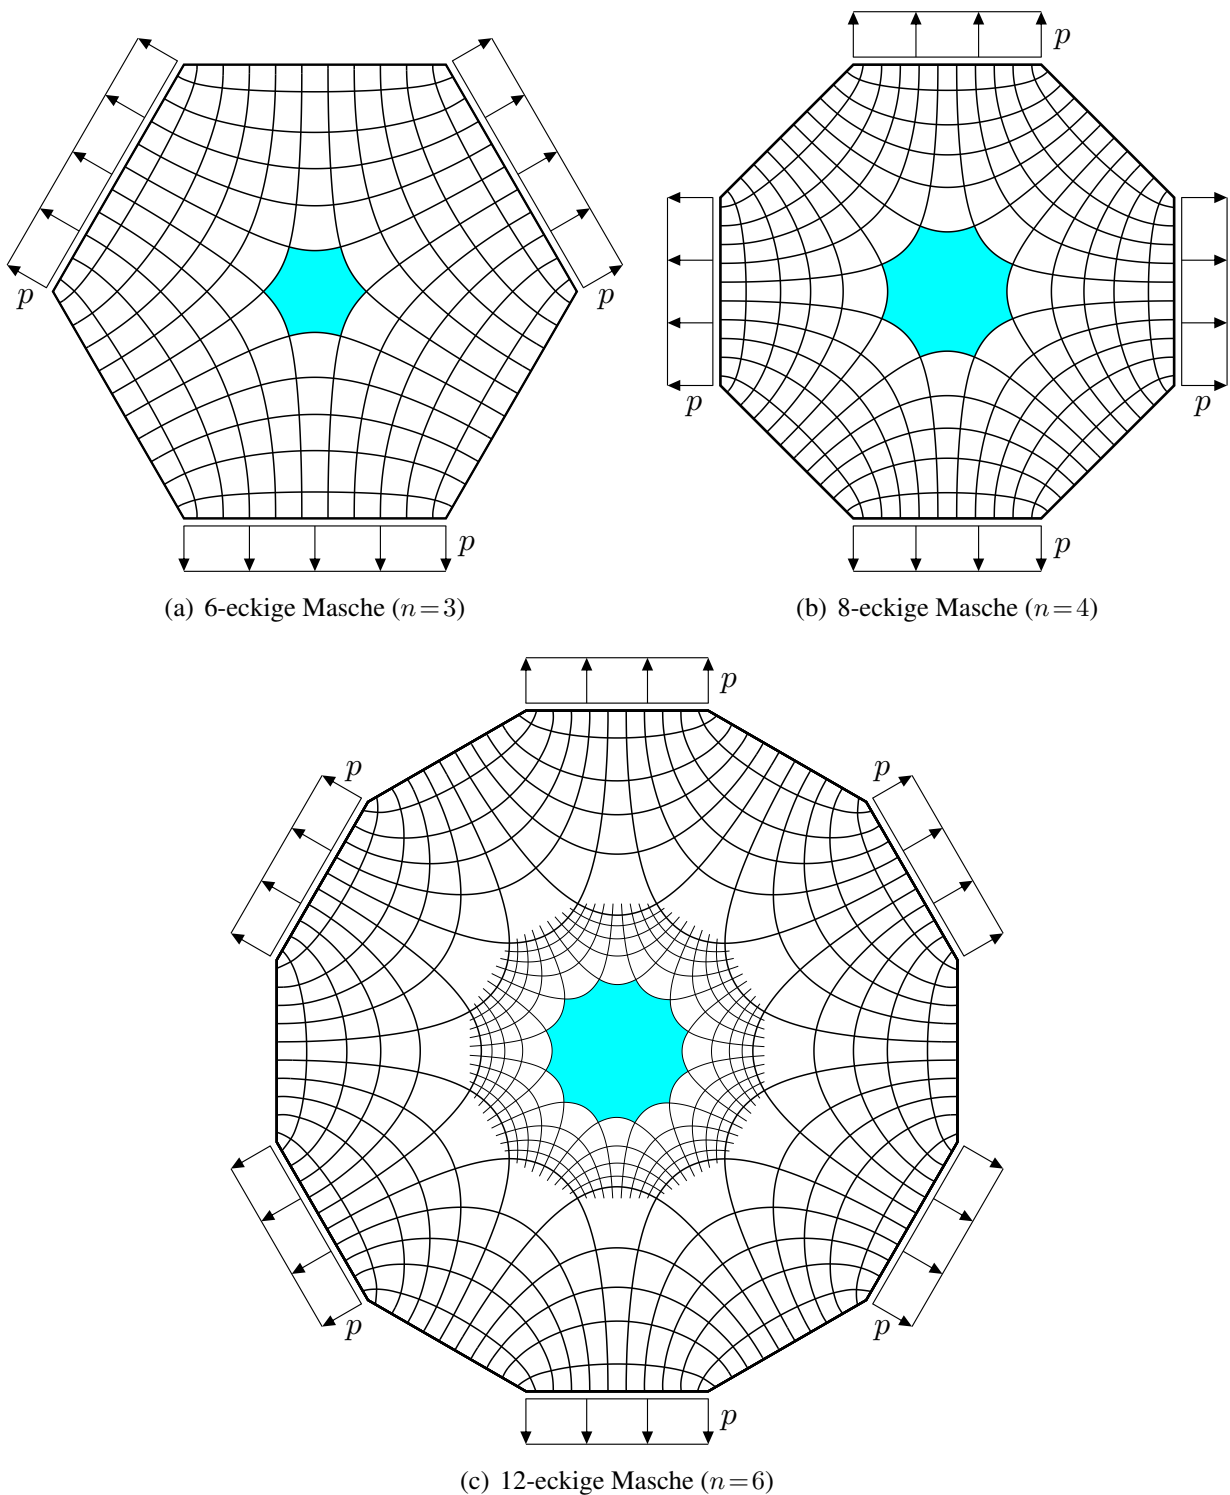 p
p
p
p
p
p
p
(a) 6-eckige Masche (n = 3)
(b) 8-eckige Masche (n = 4)
p
p
p
p
p
p
(c) 12-eckige Masche (n = 6)